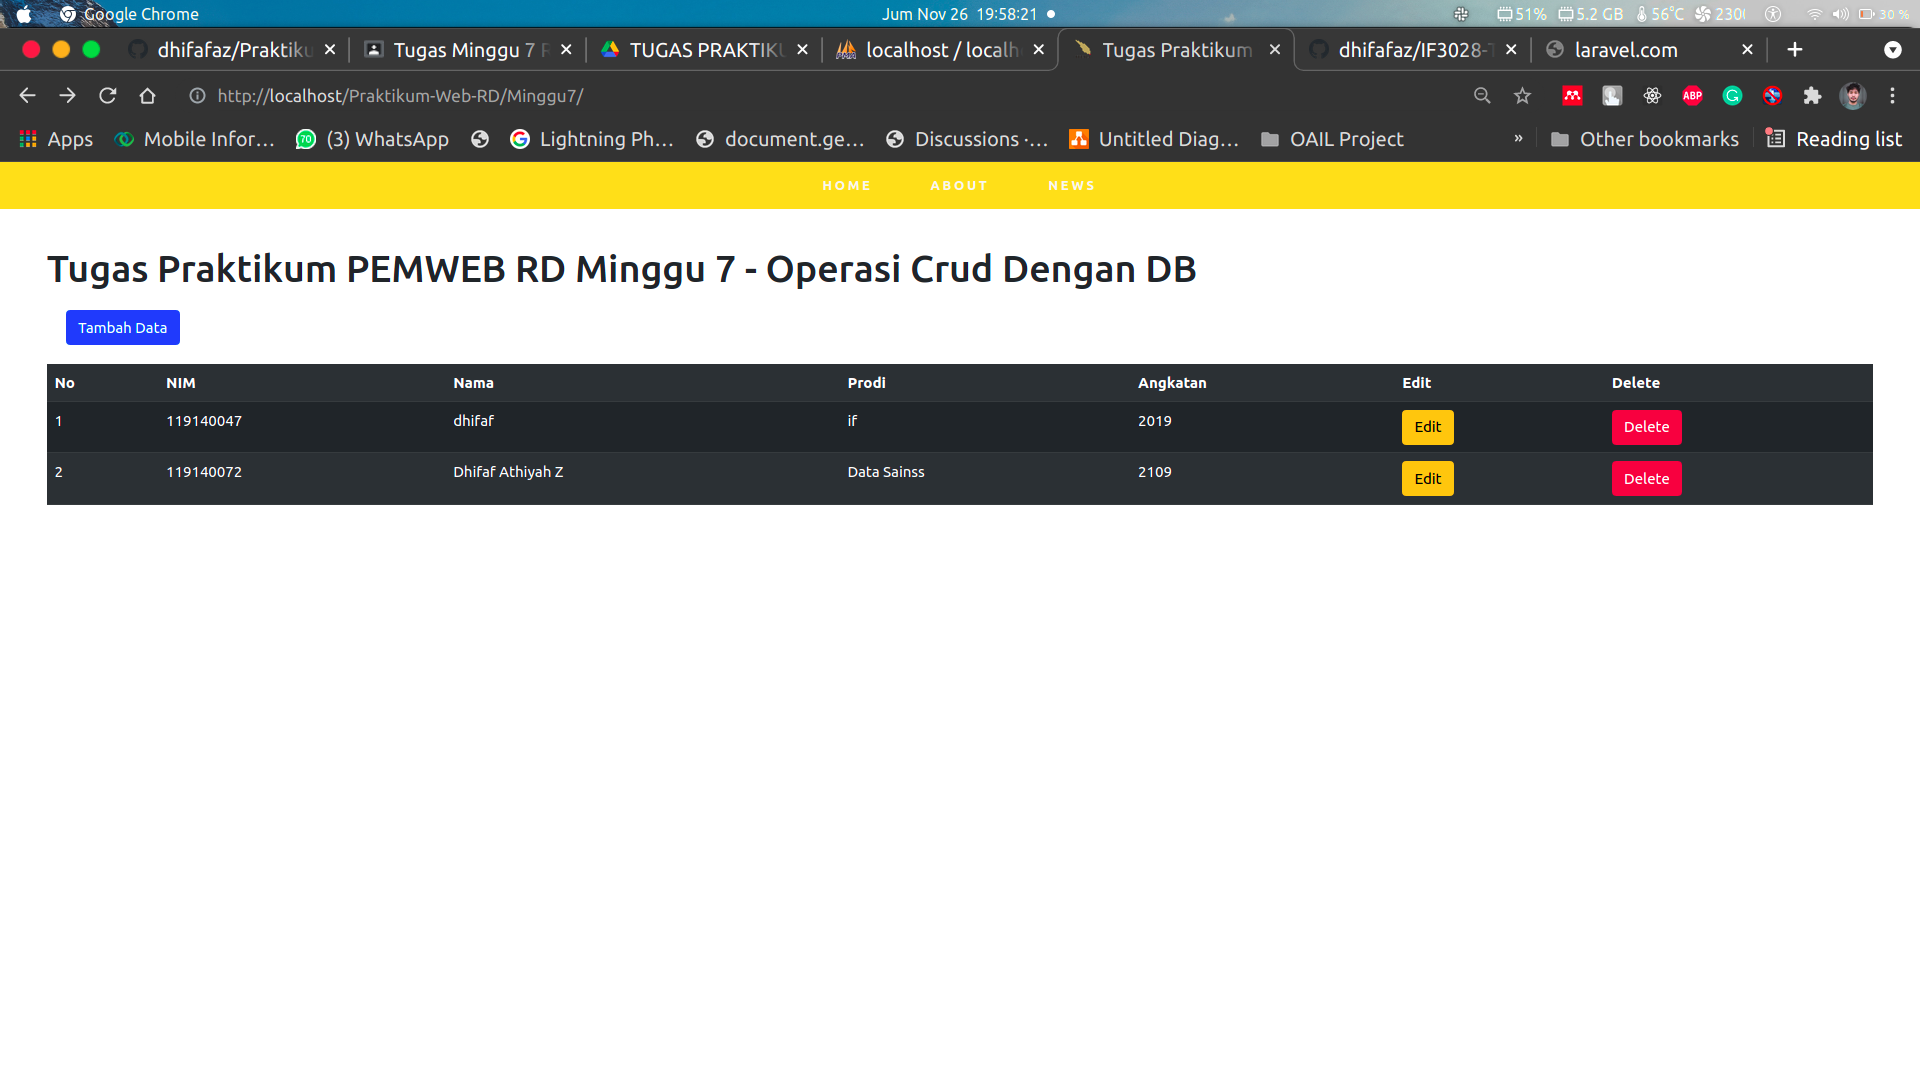 Google Chrome Jum Nov 26 19:58:21 51% 5.2 GB 56°C 30 %
dhifafaz/Praktiku Tugas Minggu 7 TUGAS PRAKTIK localhost / localh Tugas Praktikum dhifafaz/IF3028- laravel.com
http://localhost/Praktikum-Web-RD/Minggu7/ ABP
Apps Mobile Infor... 70 (3) WhatsApp Lightning Ph... document.ge... Discussions ·... Untitled Diag... OAIL Project » Other bookmarks Reading list
HOME ABOUT NEWS
Tugas Praktikum PEMWEB RD Minggu 7 - Operasi Crud Dengan DB
Tambah Data
No NIM Nama Prodi Angkatan Edit Delete
1 119140047 dhifaf if 2019 Edit Delete
2 119140072 Dhifaf Athiyah Z Data Sainss 2109 Edit Delete